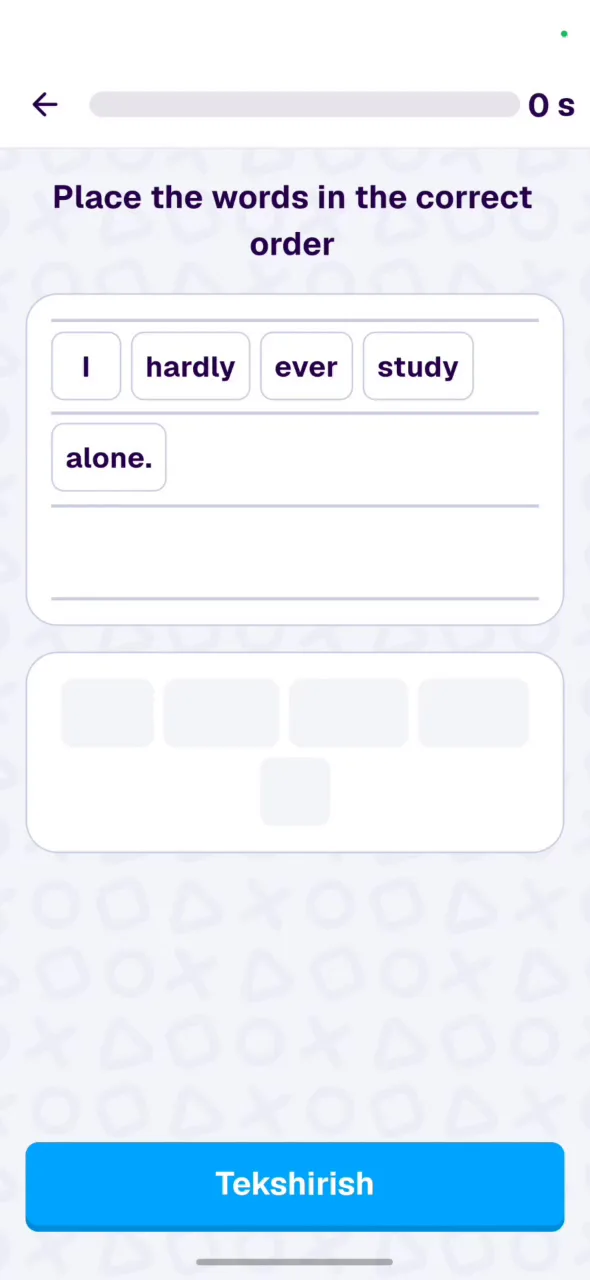 0 s
Place the words in the correct
order
I hardly ever study
alone.
Tekshirish